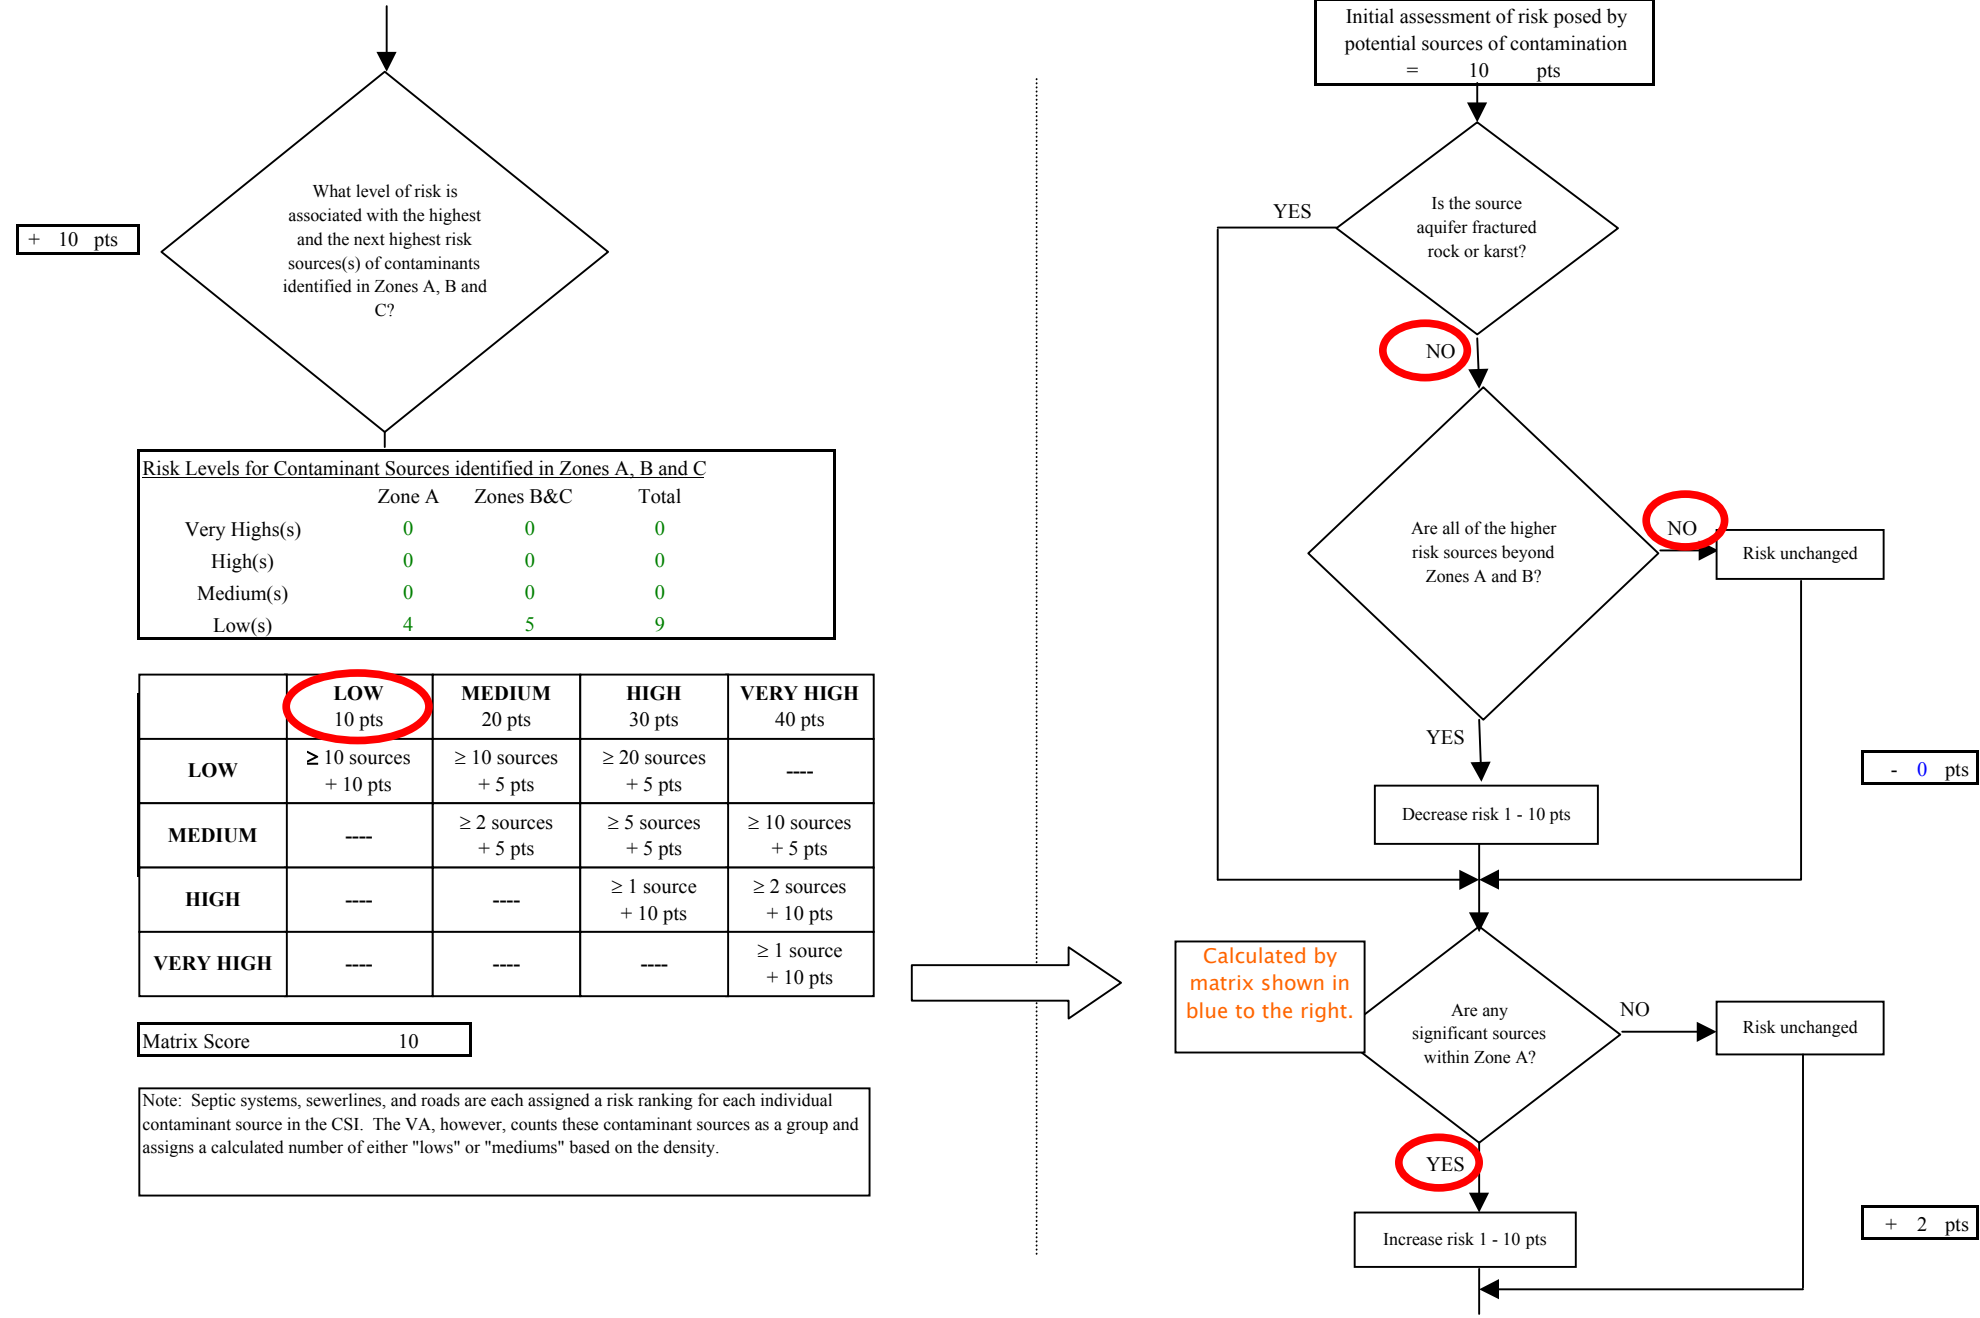 + 10 pts
What level of risk is
associated with the highest
and the next highest risk
sources(s) of contaminants
identified in Zones A, B and
C?
Risk Levels for Contaminant Sources identified in Zones A, B and C
Zone A Zones B&C Total
Very Highs(s) 0 0 0
High(s) 0 0 0
Medium(s) 0 0 0
Low(s) 4 5 9
LOW MEDIUM HIGH VERY HIGH
10 pts 20 pts 30 pts 40 pts
LOW ≥ 10 sources ≥ 10 sources ≥ 20 sources ----
+ 10 pts + 5 pts + 5 pts
MEDIUM ---- ≥ 2 sources ≥ 5 sources ≥ 10 sources
+ 5 pts + 5 pts + 5 pts
HIGH ---- ---- ≥ 1 source ≥ 2 sources
+ 10 pts + 10 pts
VERY HIGH ---- ---- ---- ≥ 1 source
+ 10 pts
Matrix Score 10
Note: Septic systems, sewerlines, and roads are each assigned a risk ranking for each individual
contaminant source in the CSI. The VA, however, counts these contaminant sources as a group and
assigns a calculated number of either "lows" or "mediums" based on the density.
Initial assessment of risk posed by
potential sources of contamination
= 10 pts
YES
Is the source
aquifer fractured
rock or karst?
NO
Are all of the higher
risk sources beyond
Zones A and B?
NO
Risk unchanged
YES
Decrease risk 1 - 10 pts
- 0 pts
Calculated by
matrix shown in
blue to the right.
Are any
significant sources
within Zone A?
NO
Risk unchanged
YES
Increase risk 1 - 10 pts
+ 2 pts